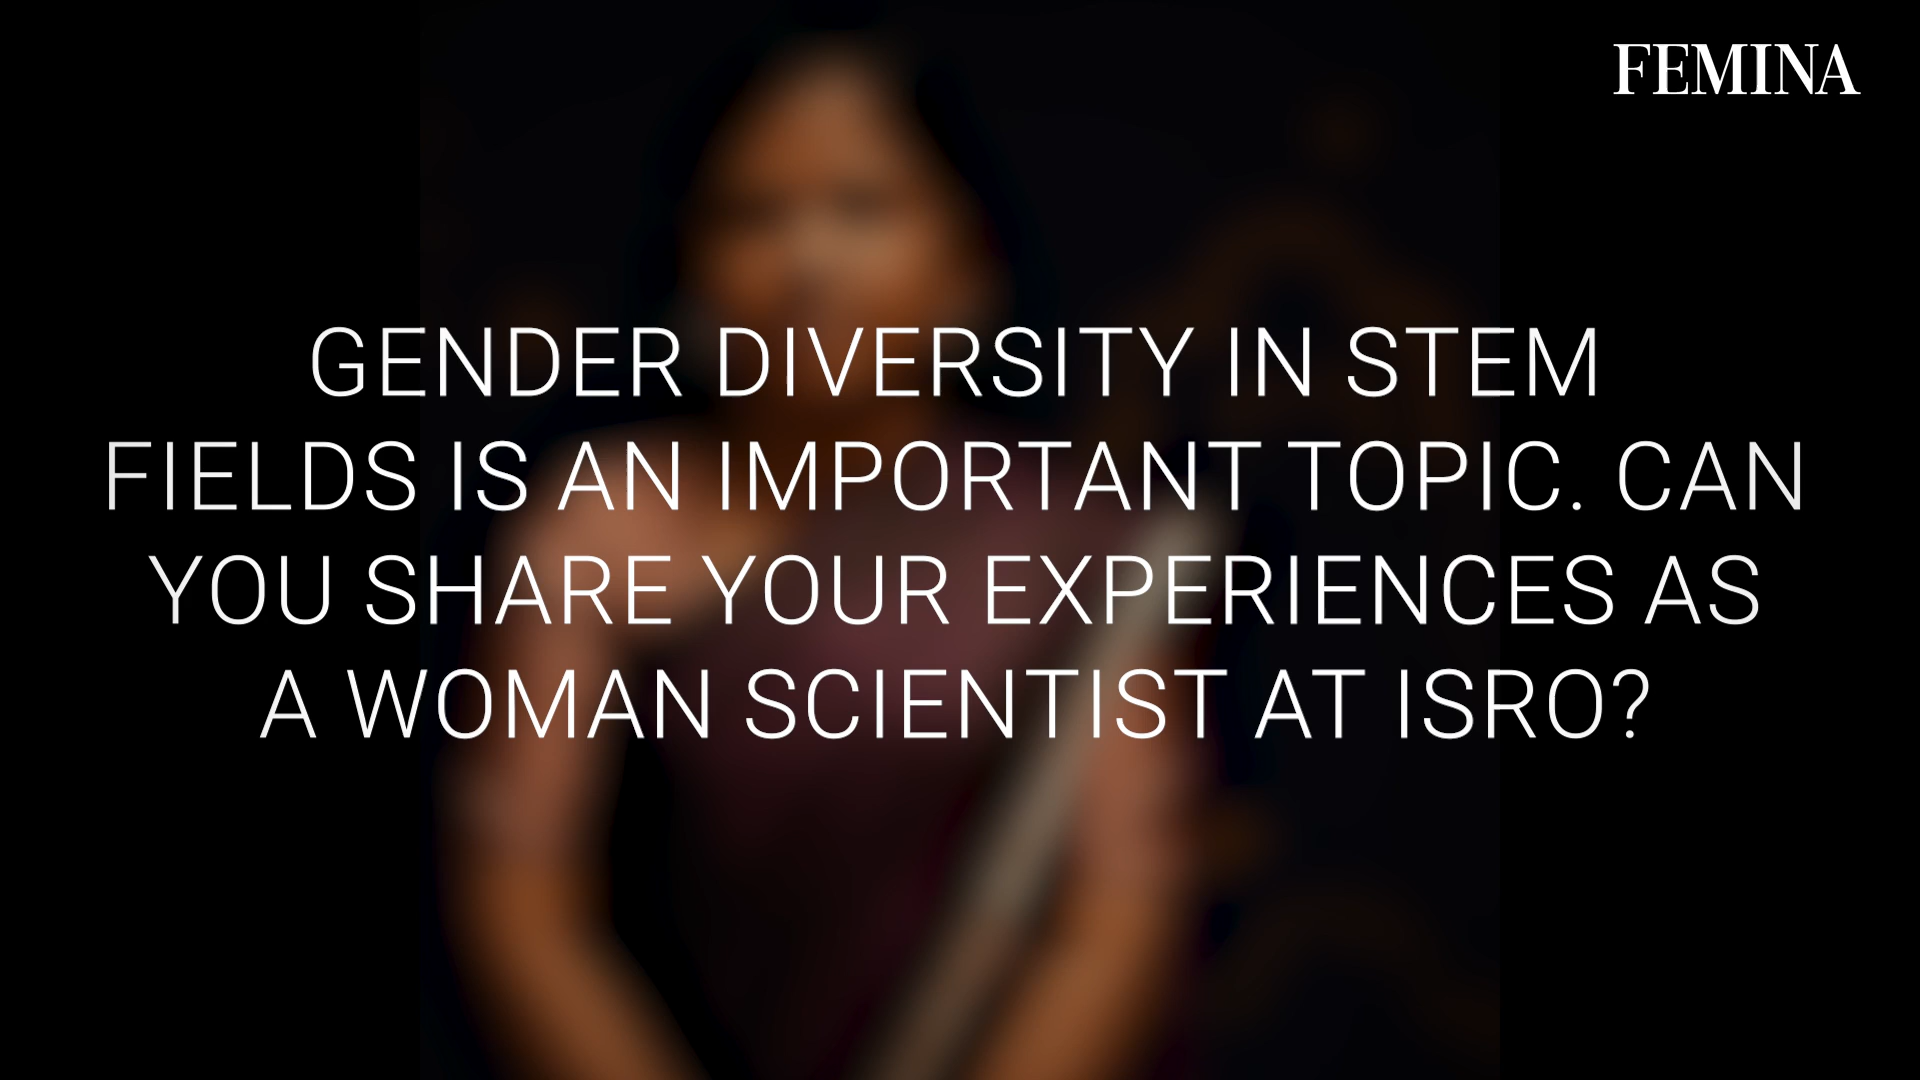 FEMINA
GENDER DIVERSITY IN STEM
FIELDS IS AN IMPORTANT TOPIC. CAN
YOU SHARE YOUR EXPERIENCES AS
A WOMAN SCIENTIST AT ISRO?